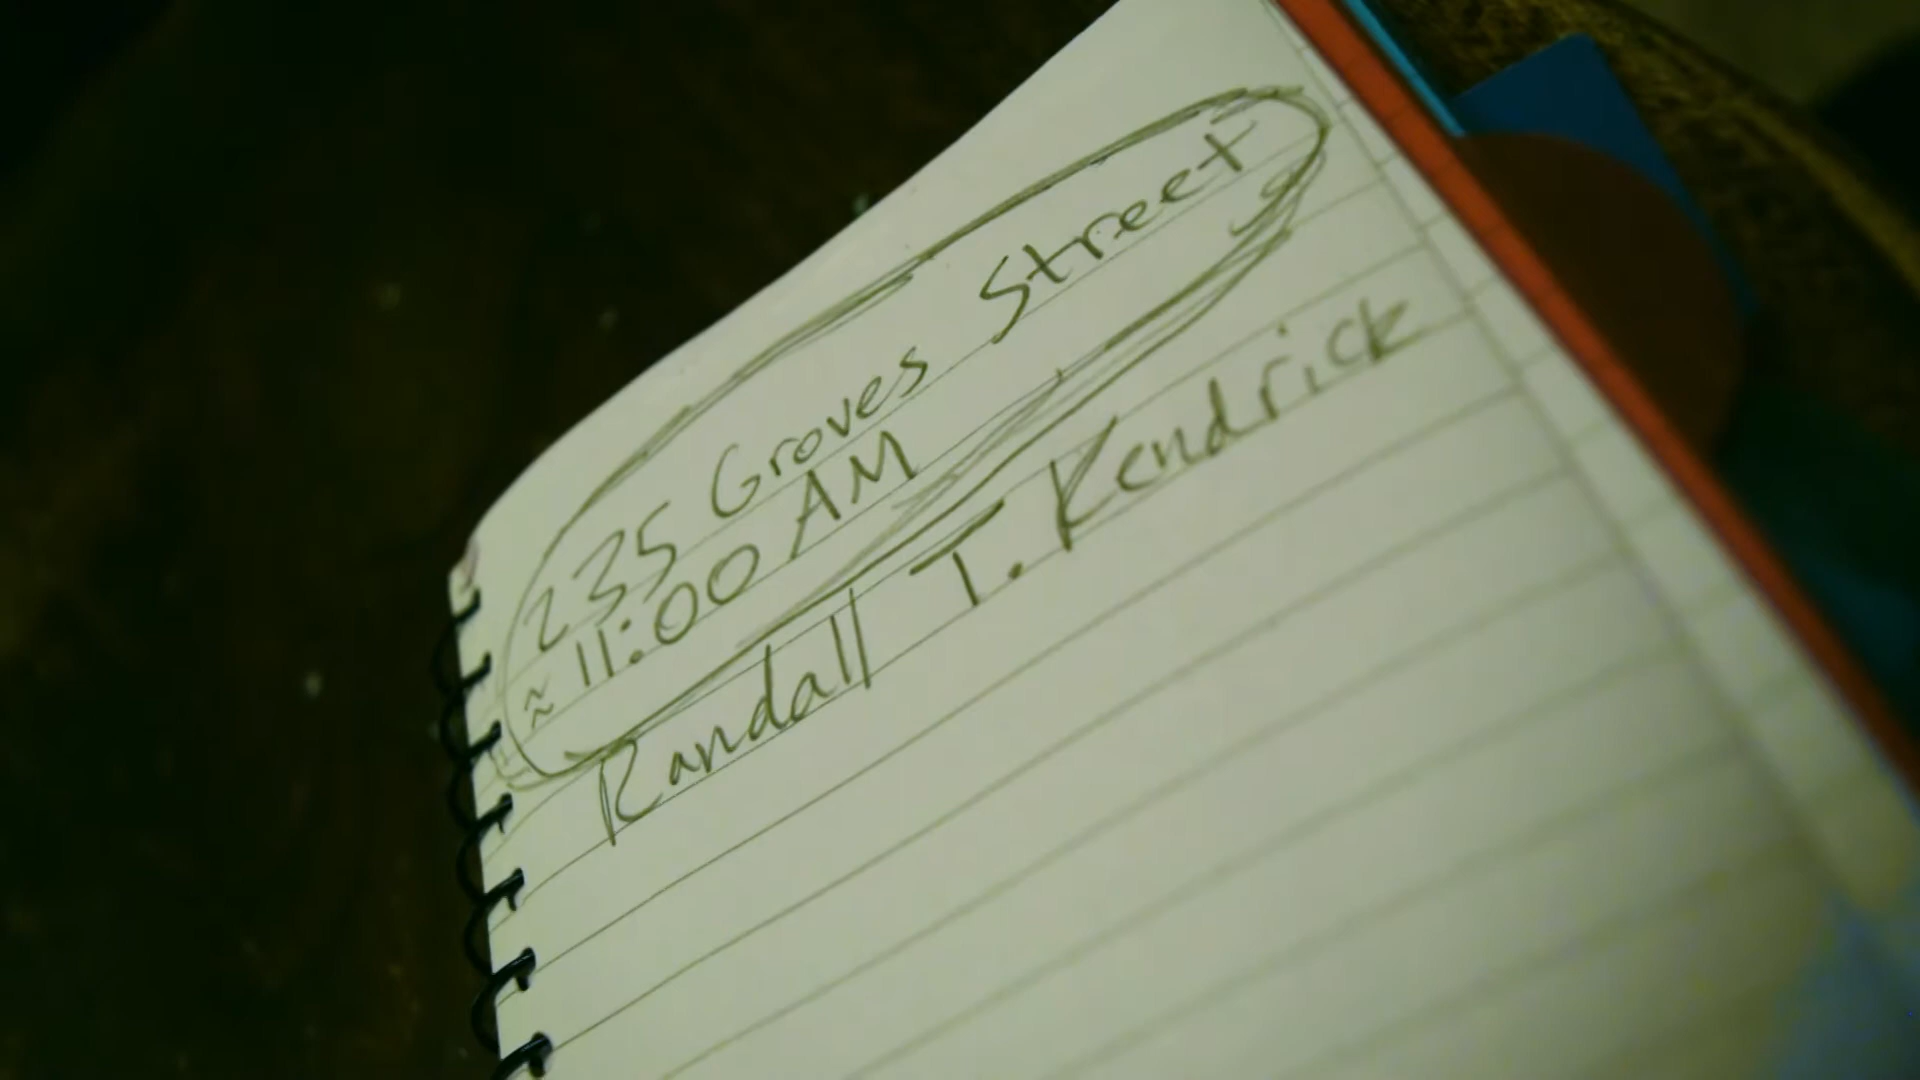 235 Groves Street
≈ 11:00 AM
Randall T. Kendrick